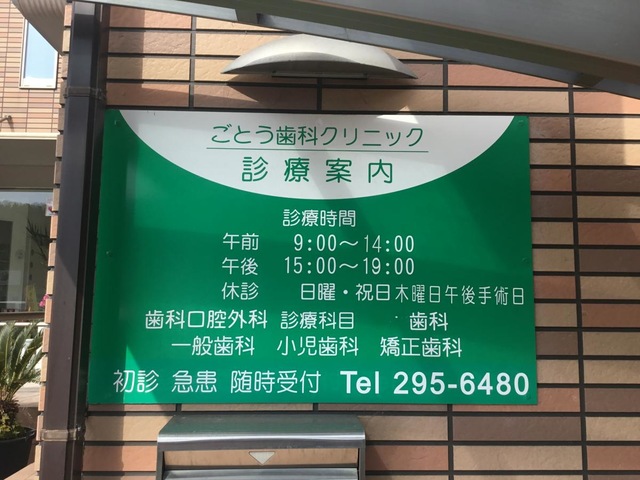 ごとう歯科クリニック
診療案内
診療時間
午前 9:00～14:00
午後 15:00～19:00
休診 日曜・祝日 木曜日午後手術日
歯科口腔外科 診療科目 ・歯科
一般歯科 小児歯科 矯正歯科
初診 急患 随時受付 Tel 295-6480